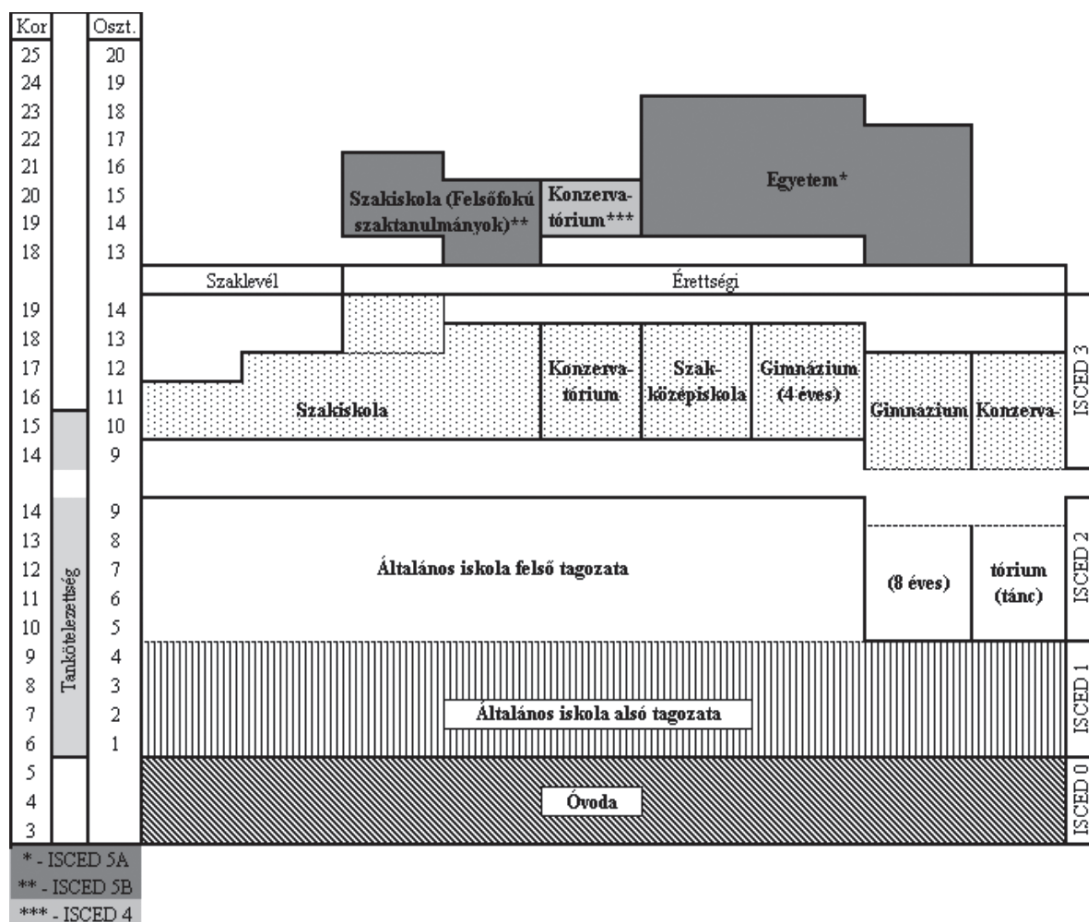 Kor Oszt.
25 20
24 19
23 18
22 17
21 16
20 15
19 14
18 13
Szakiskola (Felsőfokú
szaktanulmányok)**
Konzerva-
tórium***
Egyetem*
Szaklevél Érettségi
19 14
18 13
17 12
16 11
15 10
14 9
Szakiskola
Konzerva-
tórium
Szak-
középiskola
Gimnázium
(4 éves)
Gimnázium
Konzerva-
ISCED 3
14 9
13 8
12 7
11 6
10 5
9 4
8 3
7 2
6 1
5
4
3
Tankötelezettség
Általános iskola felső tagozata
(8 éves)
tórium
(tánc)
ISCED 2
Általános iskola alsó tagozata
ISCED 1
Óvoda
ISCED 0
* - ISCED 5A
** - ISCED 5B
*** - ISCED 4